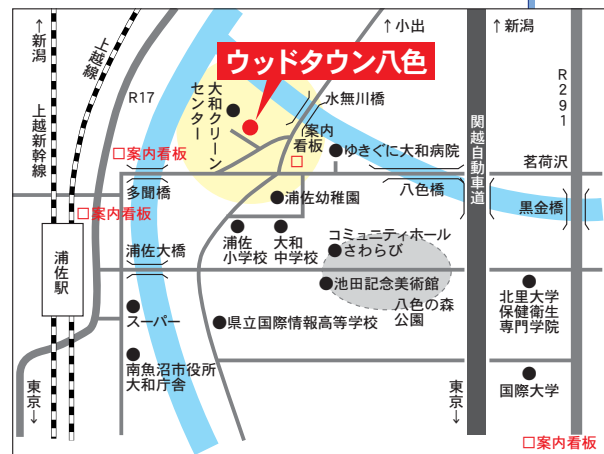 ↑新潟
上越線
上越新幹線
R17
大和クリーン
センター
ウッドタウン八色
↑小出
↑新潟
R291
水無川橋
案内
看板
□
ゆきぐに大和病院
関越自動車道
茗荷沢
□案内看板
多聞橋
八色橋
黒金橋
□案内看板
浦佐幼稚園
浦佐
小学校
大和
中学校
コミュニティホール
さわらび
浦佐大橋
浦佐駅
池田記念美術館
八色の森
公園
北里大学
保健衛生
専門学院
スーパー
県立国際情報高等学校
南魚沼市役所
大和庁舎
東京↓
東京↓
国際大学
□案内看板